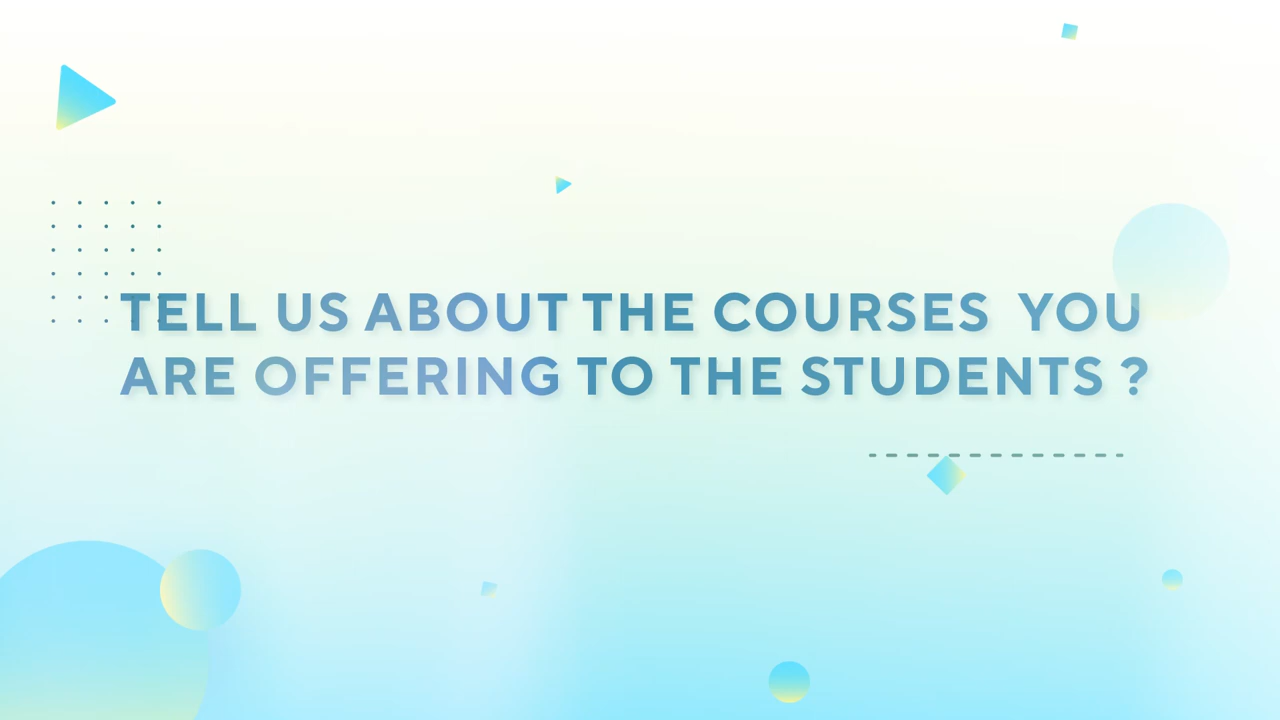 TELL US ABOUT THE COURSES YOU
ARE OFFERING TO THE STUDENTS ?